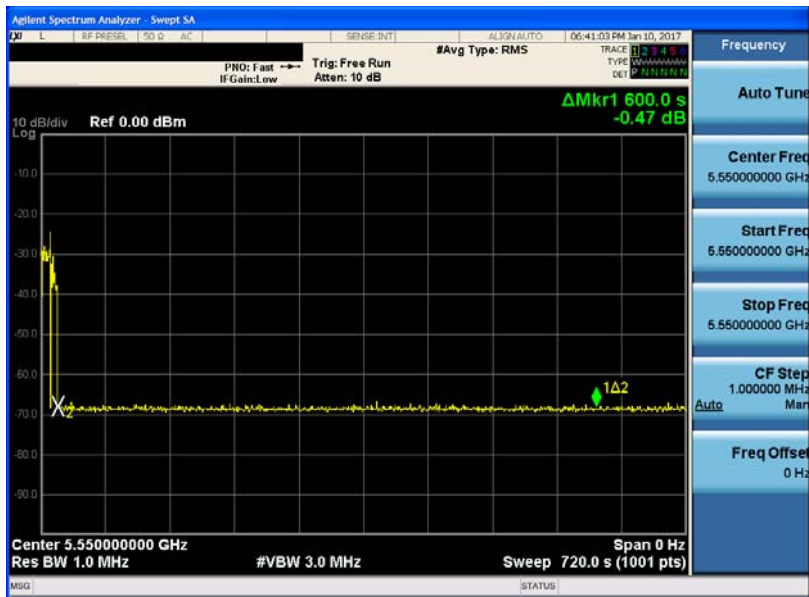 Agilent Spectrum Analyzer - Swept SA
LXI L RF PRESEL 50 Ω AC SENSE:INT ALIGN AUTO 06:41:03 PM Jan 10, 2017
Frequency
#Avg Type: RMS
TRACE 1 2 3 4 5 6
PNO: Fast Trig: Free Run
TYPE
IFGain:Low Atten: 10 dB
DET P N N N N N
Auto Tune
ΔMkr1 600.0 s
-0.47 dB
10 dB/div Ref 0.00 dBm
Log
-10.0
-20.0
-30.0
-40.0
-50.0
-60.0
-70.0
-80.0
-90.0
1Δ2
2
Center Freq
5.550000000 GHz
Start Freq
5.550000000 GHz
Stop Freq
5.550000000 GHz
CF Step
1.000000 MHz
Auto Man
Freq Offset
0 Hz
Center 5.550000000 GHz Span 0 Hz
Res BW 1.0 MHz #VBW 3.0 MHz Sweep 720.0 s (1001 pts)
MSG STATUS